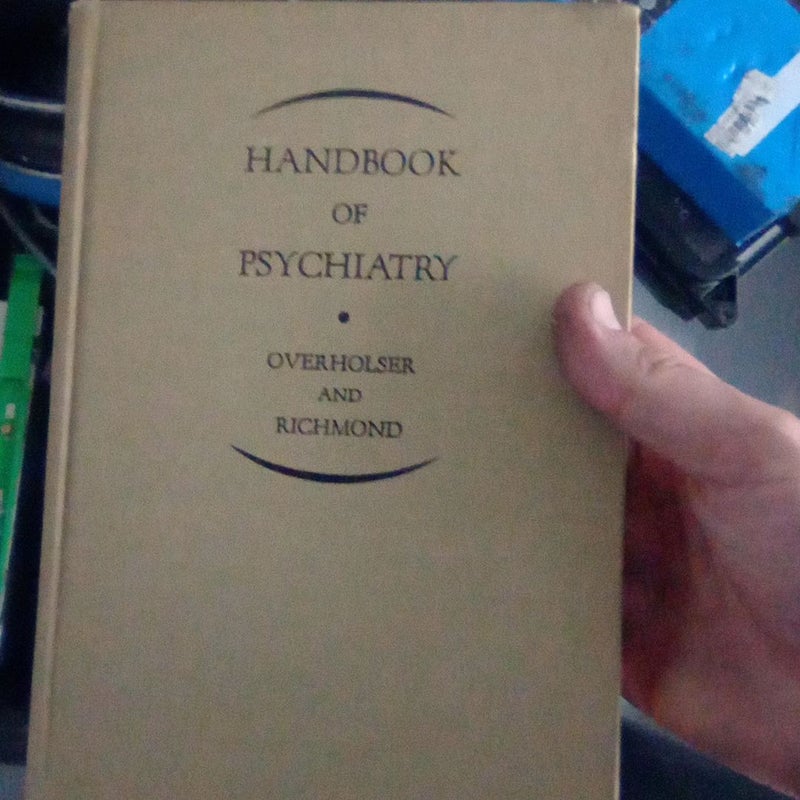 HANDBOOK
OF
PSYCHIATRY
•
OVERHOLSER
AND
RICHMOND